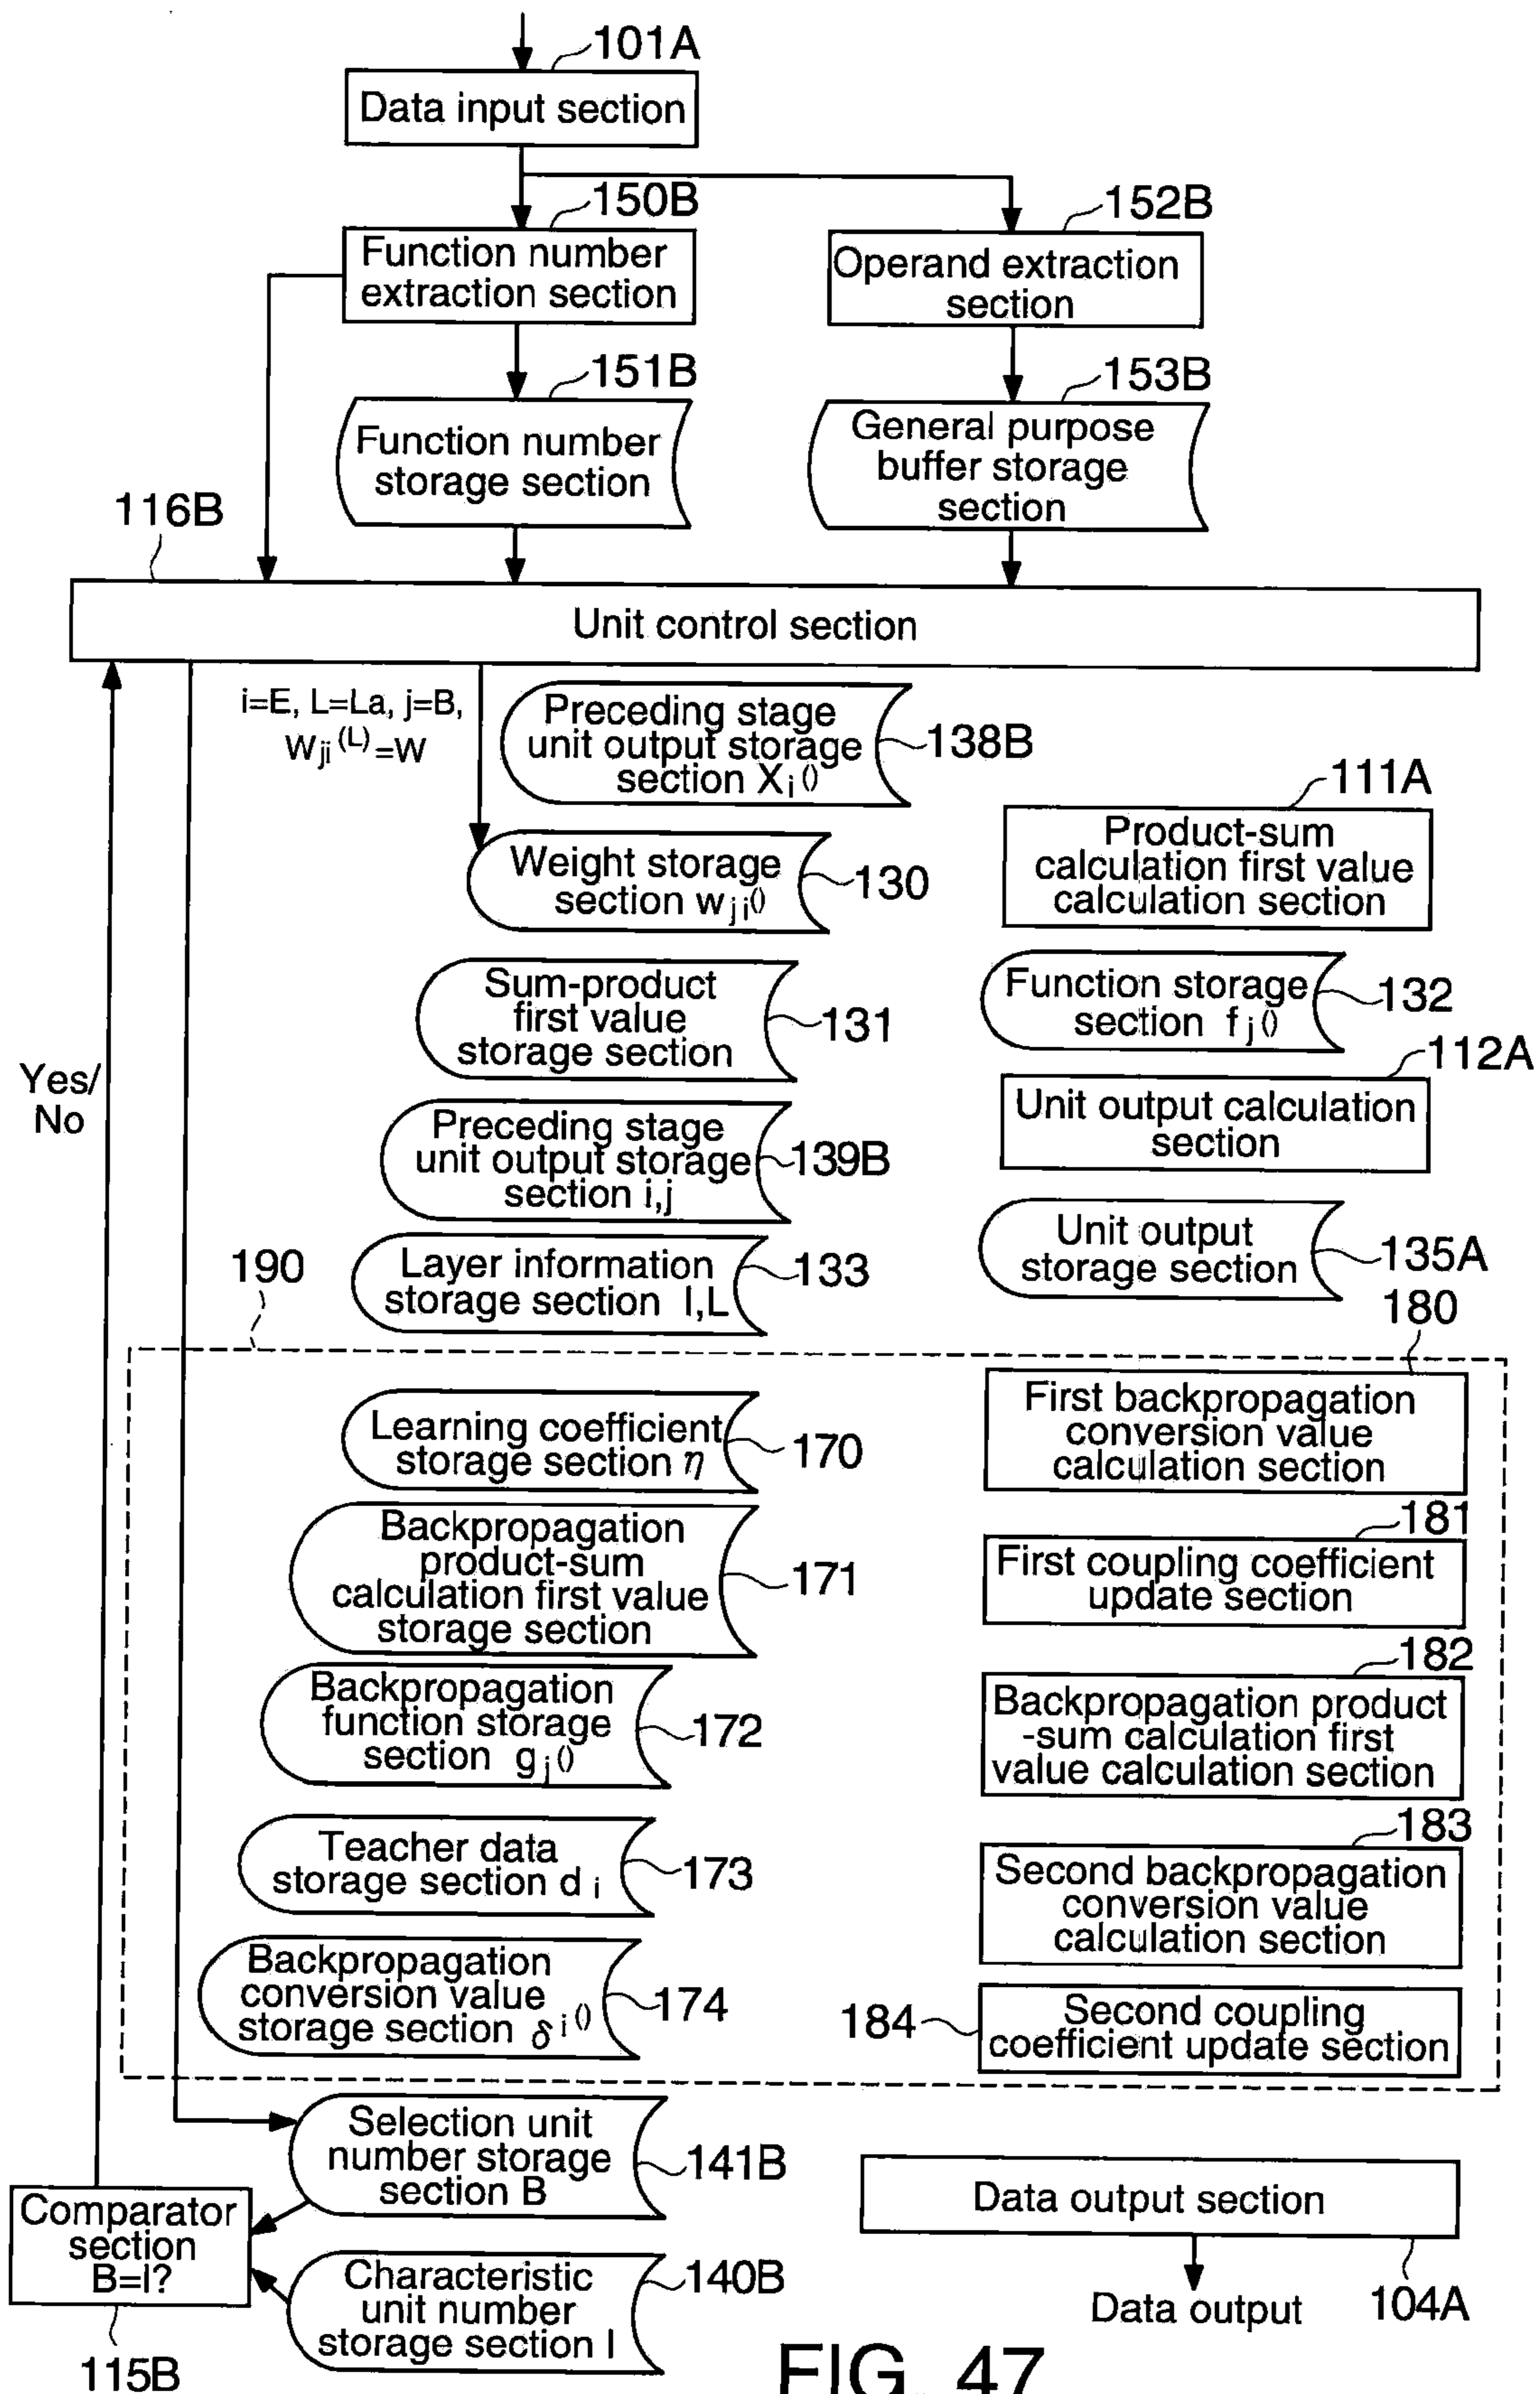 101A
Data input section
150B
Function number
extraction section
152B
Operand extraction
section
151B
Function number
storage section
153B
General purpose
buffer storage
section
116B
Unit control section
i=E, L=La, j=B,
Wji(L)=W
Preceding stage
unit output storage
section Xi()
138B
111A
Product-sum
calculation first value
calculation section
Weight storage
section wji()
130
Function storage
section fj()
132
Sum-product
first value
storage section
131
112A
Unit output calculation
section
Yes/
No
Preceding stage
unit output storage
section i,j
139B
Unit output
storage section
135A
Layer information
storage section l,L
133
190
180
First backpropagation
conversion value
calculation section
Learning coefficient
storage section η
170
181
First coupling coefficient
update section
Backpropagation
product-sum
calculation first value
storage section
171
182
Backpropagation product
-sum calculation first
value calculation section
Backpropagation
function storage
section gj()
172
183
Second backpropagation
conversion value
calculation section
Teacher data
storage section di
173
184
Second coupling
coefficient update section
Backpropagation
conversion value
storage section δi()
174
Selection unit
number storage
section B
141B
Data output section
104A
Data output
Comparator
section
B=I?
115B
Characteristic
unit number
storage section I
140B
FIG. 47